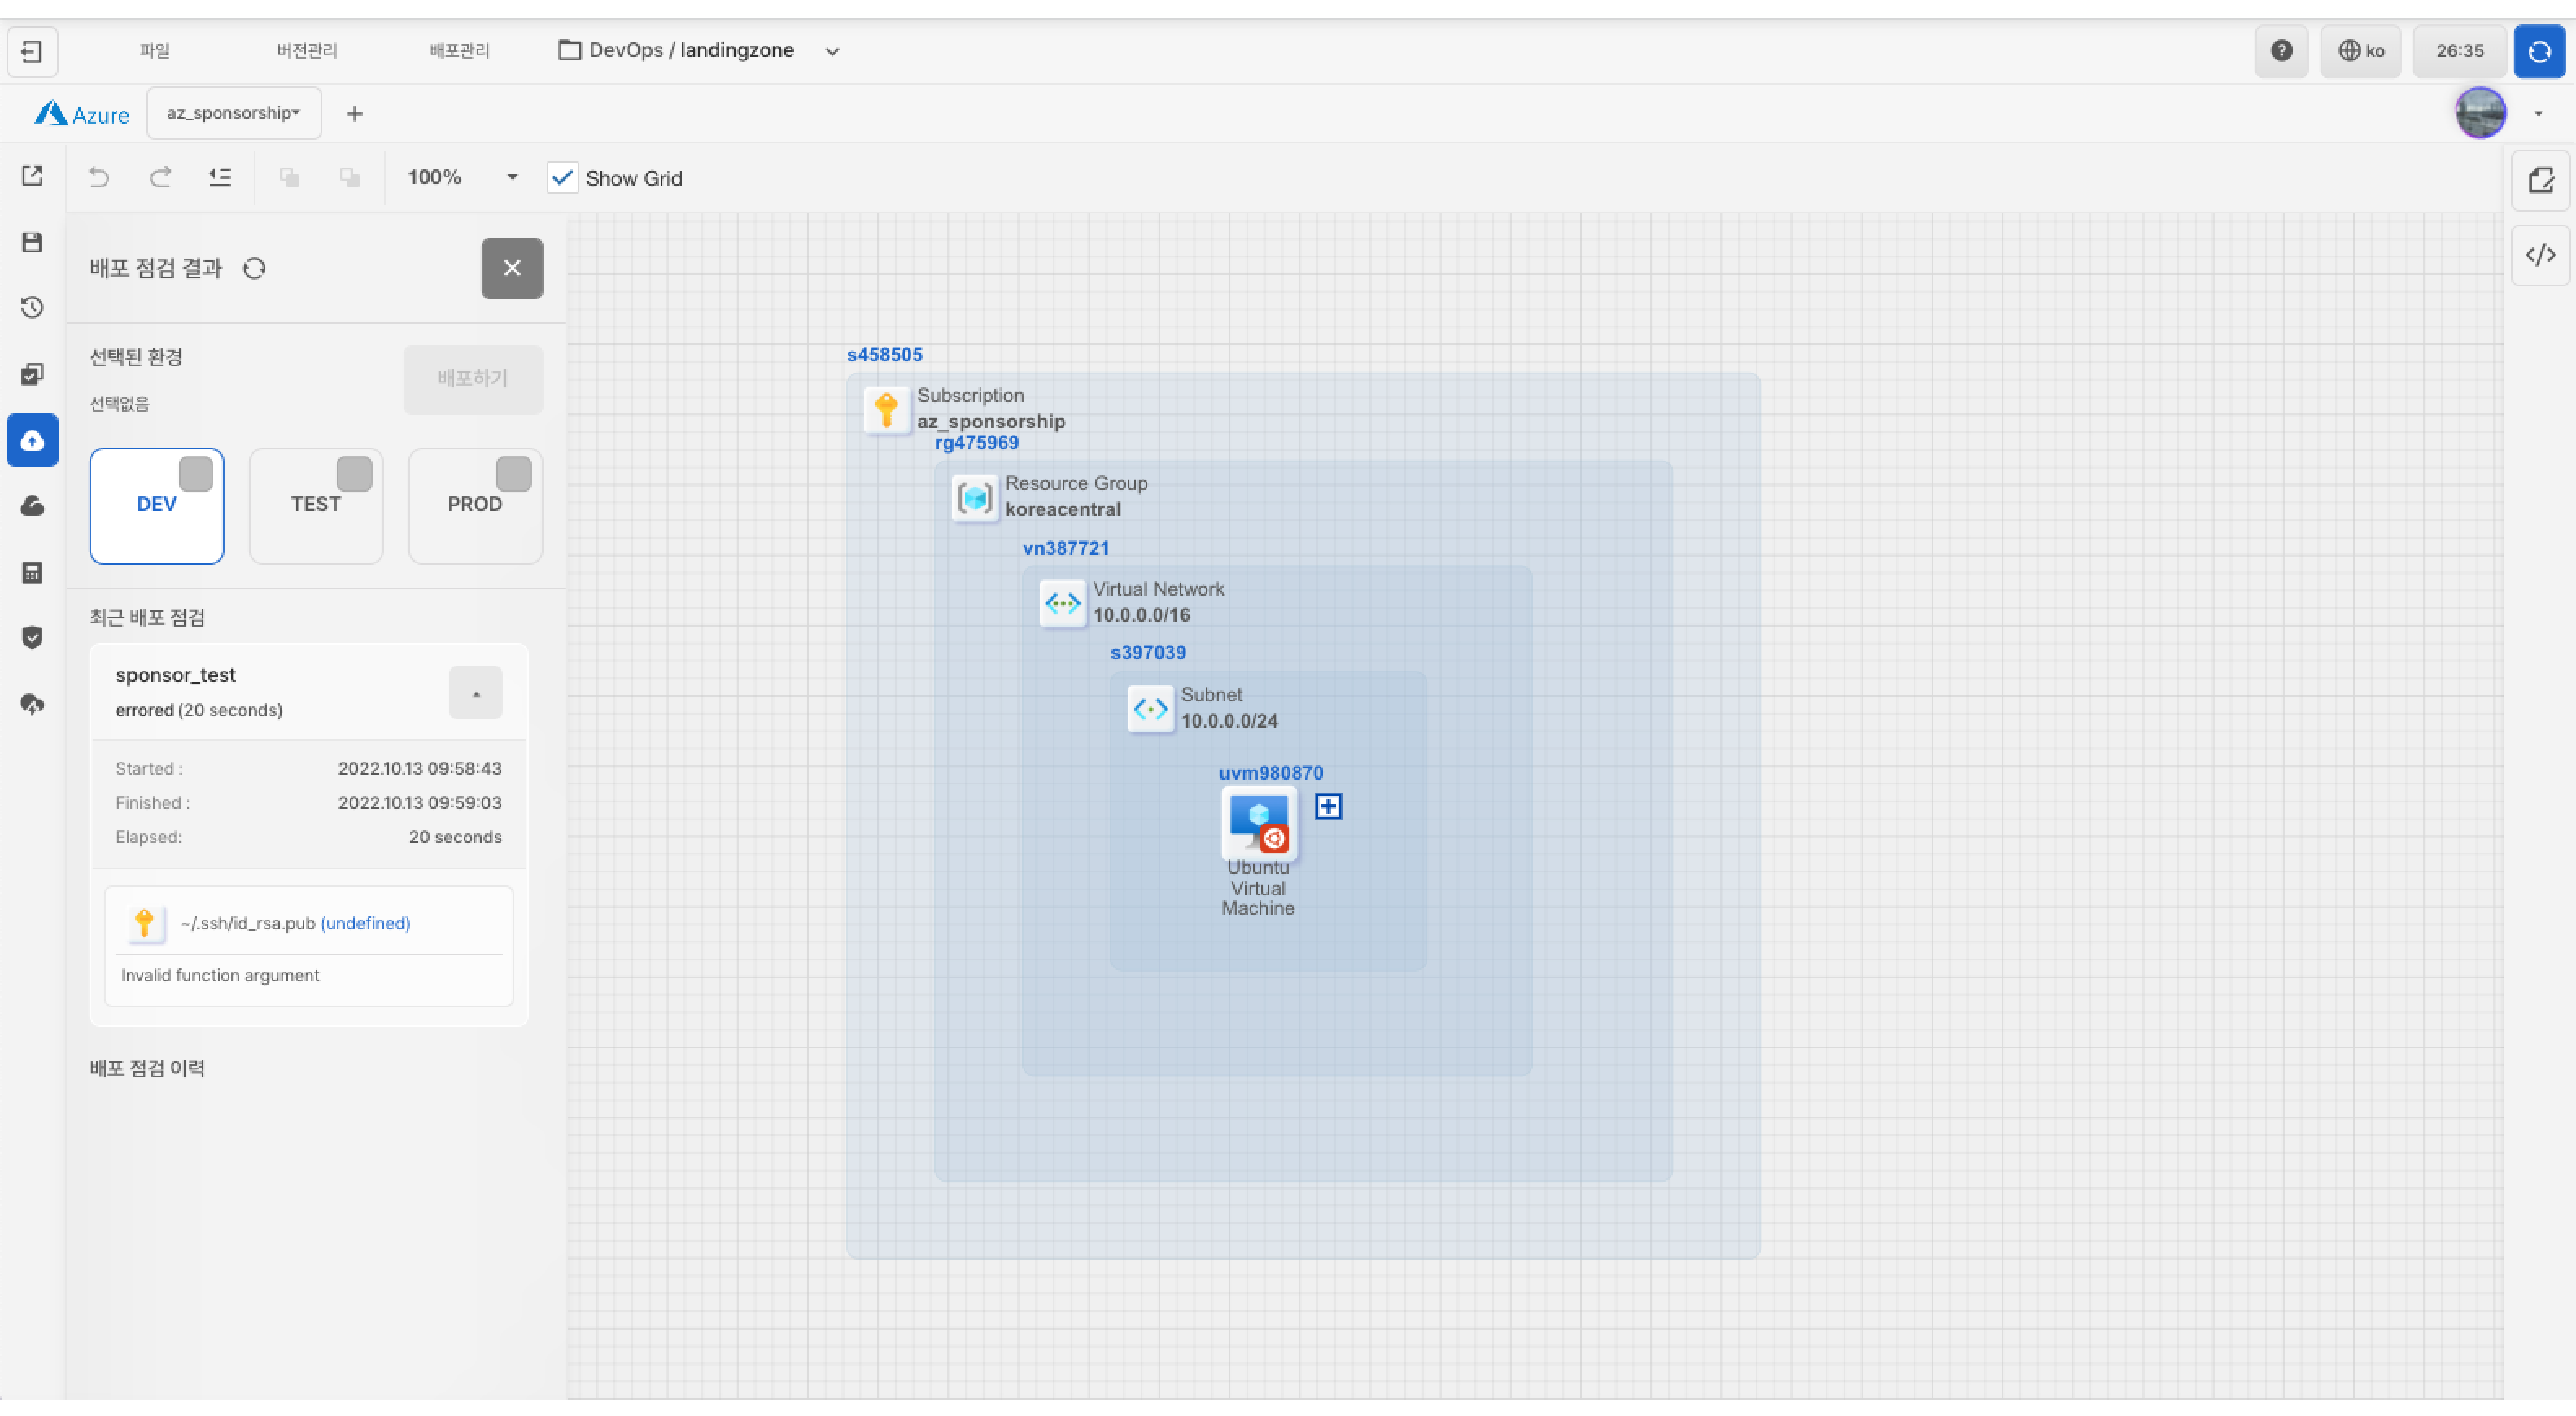 파일
버전관리
배포관리
DevOps / landingzone
ko
26:35
Azure
az_sponsorship
100%
Show Grid
배포 점검 결과
선택된 환경
배포하기
선택없음
DEV
TEST
PROD
최근 배포 점검
sponsor_test
errored (20 seconds)
Started : 2022.10.13 09:58:43
Finished : 2022.10.13 09:59:03
Elapsed: 20 seconds
~/.ssh/id_rsa.pub (undefined)
Invalid function argument
배포 점검 이력
s458505
Subscription
az_sponsorship
rg475969
Resource Group
koreacentral
vn387721
Virtual Network
10.0.0.0/16
s397039
Subnet
10.0.0.0/24
uvm980870
Ubuntu
Virtual
Machine